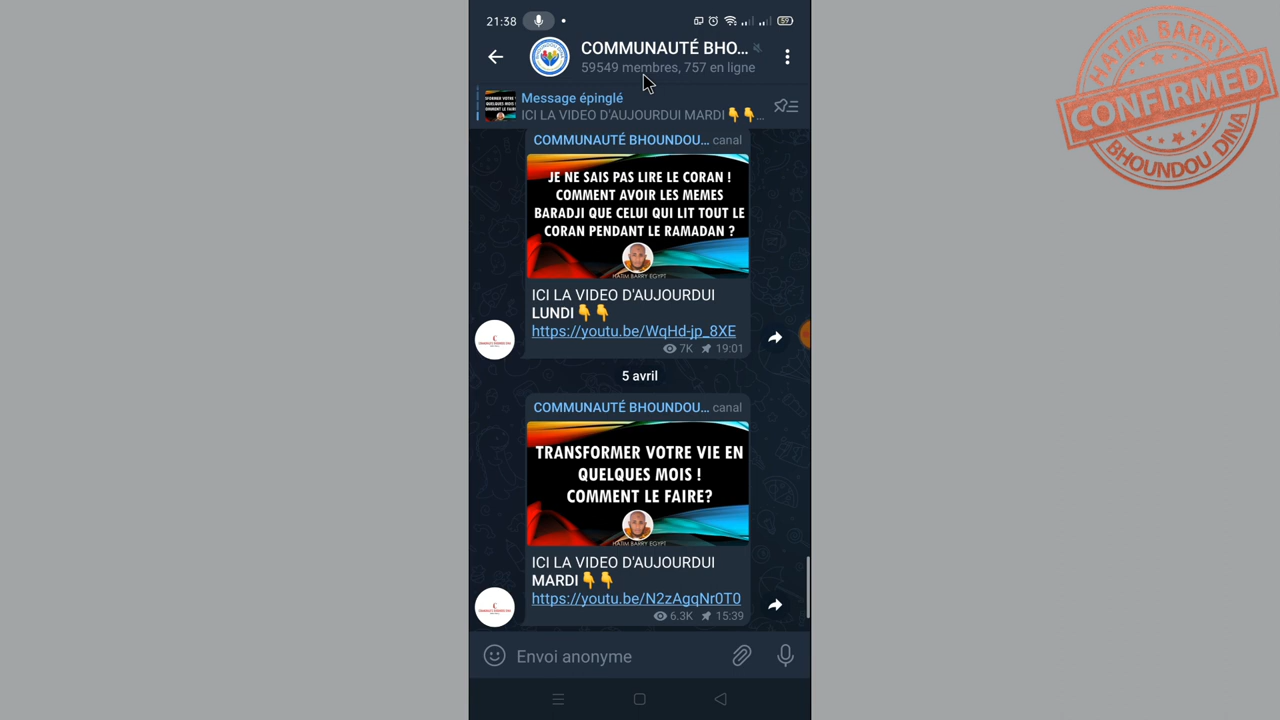 21:38
59
COMMUNAUTÉ BHO...
59549 membres, 757 en ligne
Message épinglé
ICI LA VIDEO D'AUJOURDUI MARDI👇👇...
COMMUNAUTÉ BHOUNDOU... canal
JE NE SAIS PAS LIRE LE CORAN !
COMMENT AVOIR LES MEMES
BARADJI QUE CELUI QUI LIT TOUT LE
CORAN PENDANT LE RAMADAN ?
HATIM BARRY EGYPT
ICI LA VIDEO D'AUJOURDUI
LUNDI👇👇
https://youtu.be/WqHd-jp_8XE
7K 19:01
5 avril
COMMUNAUTÉ BHOUNDOU... canal
TRANSFORMER VOTRE VIE EN
QUELQUES MOIS !
COMMENT LE FAIRE?
HATIM BARRY EGYPT
ICI LA VIDEO D'AUJOURDUI
MARDI👇👇
https://youtu.be/N2zAgqNr0T0
6.3K 15:39
Envoi anonyme
HATIM BARRY
CONFIRMED
BHOUNDOU DINA